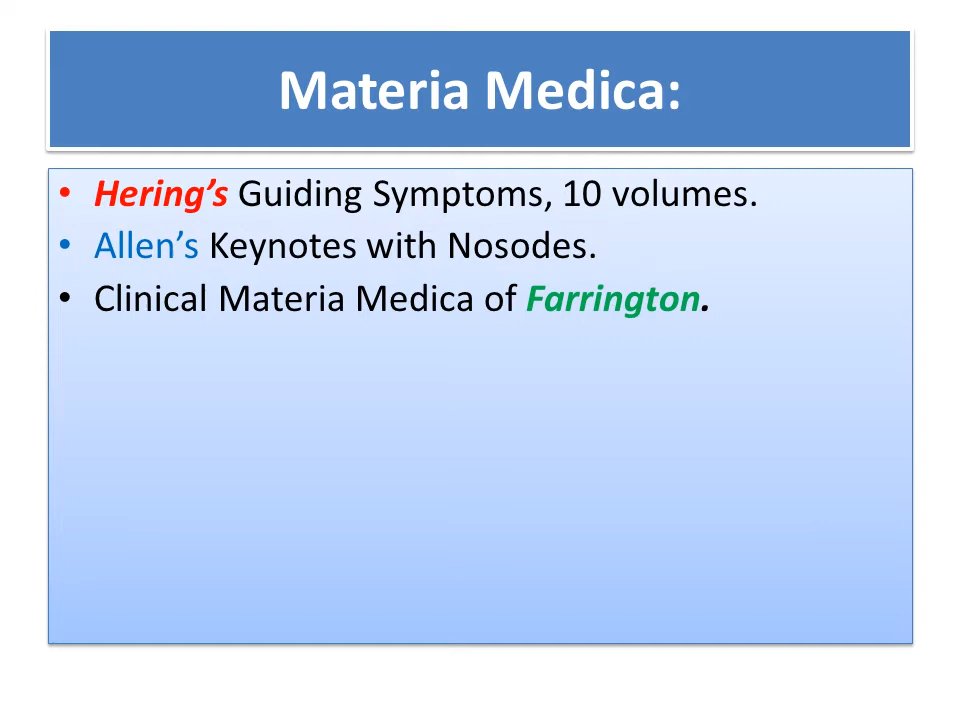 Materia Medica:
• Hering’s Guiding Symptoms, 10 volumes.
• Allen’s Keynotes with Nosodes.
• Clinical Materia Medica of Farrington.